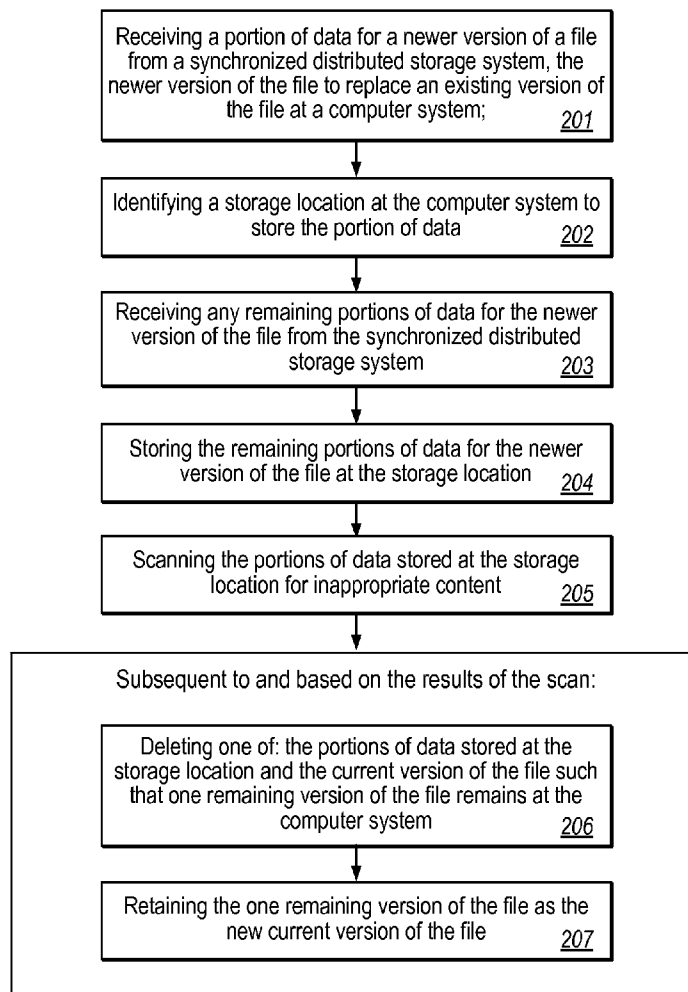 Receiving a portion of data for a newer version of a file
from a synchronized distributed storage system, the
newer version of the file to replace an existing version of
the file at a computer system;
201
Identifying a storage location at the computer system to
store the portion of data
202
Receiving any remaining portions of data for the newer
version of the file from the synchronized distributed
storage system
203
Storing the remaining portions of data for the newer
version of the file at the storage location
204
Scanning the portions of data stored at the storage
location for inappropriate content
205
Subsequent to and based on the results of the scan:
Deleting one of: the portions of data stored at the
storage location and the current version of the file such
that one remaining version of the file remains at the
computer system
206
Retaining the one remaining version of the file as the
new current version of the file
207